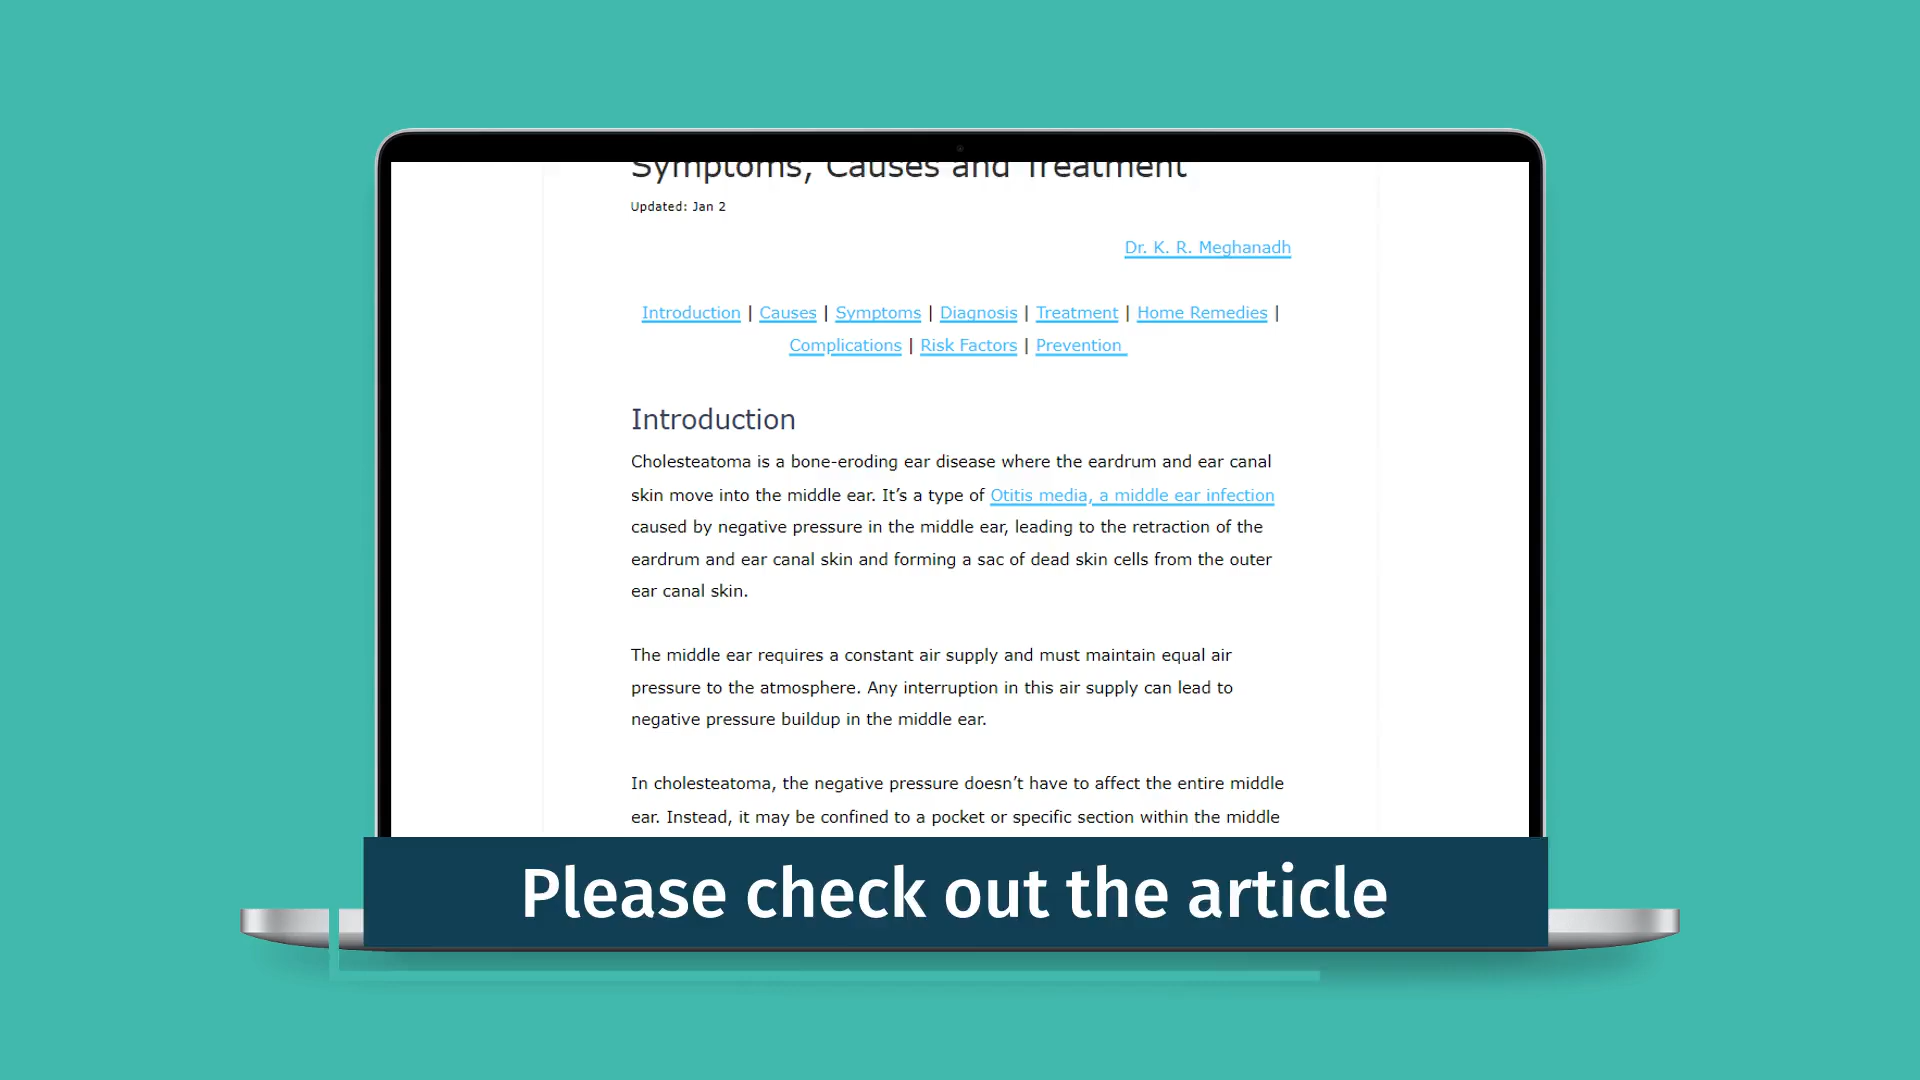 Symptoms, Causes and Treatment
Updated: Jan 2
Dr. K. R. Meghanadh
Introduction | Causes | Symptoms | Diagnosis | Treatment | Home Remedies |
Complications | Risk Factors | Prevention
Introduction
Cholesteatoma is a bone-eroding ear disease where the eardrum and ear canal
skin move into the middle ear. It’s a type of Otitis media, a middle ear infection
caused by negative pressure in the middle ear, leading to the retraction of the
eardrum and ear canal skin and forming a sac of dead skin cells from the outer
ear canal skin.
The middle ear requires a constant air supply and must maintain equal air
pressure to the atmosphere. Any interruption in this air supply can lead to
negative pressure buildup in the middle ear.
In cholesteatoma, the negative pressure doesn’t have to affect the entire middle
ear. Instead, it may be confined to a pocket or specific section within the middle
Please check out the article